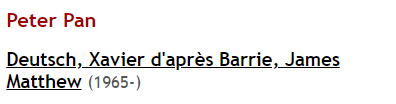 Peter Pan
Deutsch, Xavier d'après Barrie, James
Matthew (1965-)